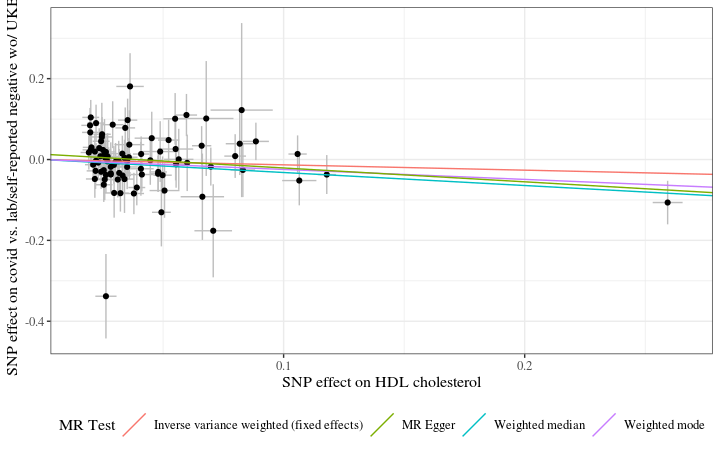 SNP effect on covid vs. lab/self-reported negative wo/ UKB
0.2
0.0
-0.2
-0.4
0.1
0.2
SNP effect on HDL cholesterol
MR Test
Inverse variance weighted (fixed effects)
MR Egger
Weighted median
Weighted mode